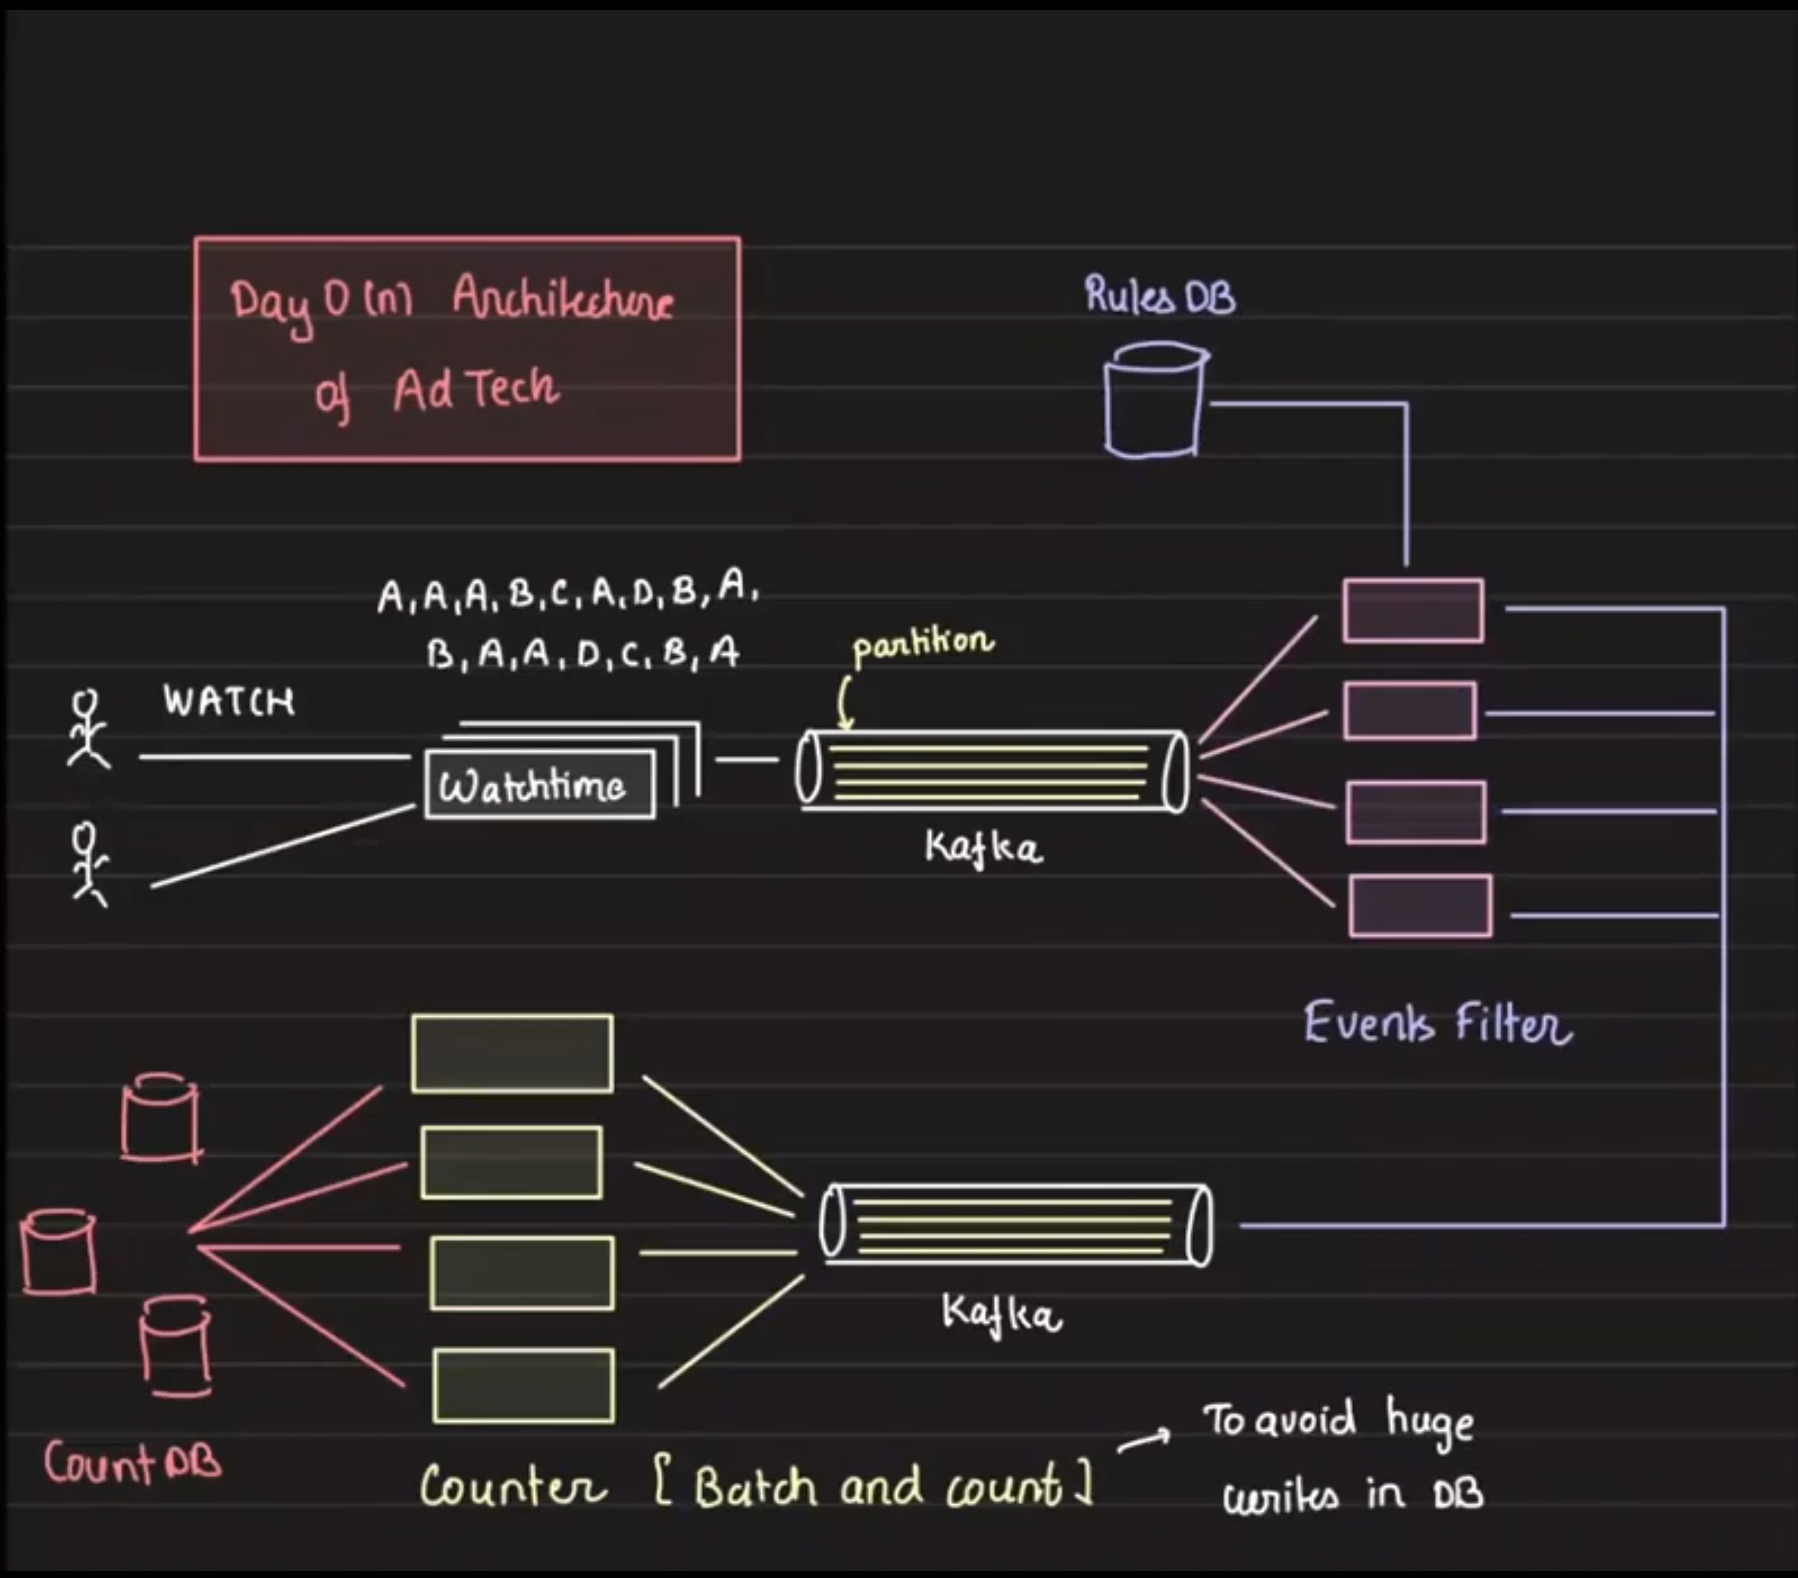 Day 0 (n) Architecture
of Ad Tech
Rules DB
A, A, A, B, C, A, D, B, A,
B, A, A, D, C, B, A
partition
WATCH
Watchtime
Kafka
Events Filter
Kafka
Count DB
Counter [Batch and count]
To avoid huge
writes in DB